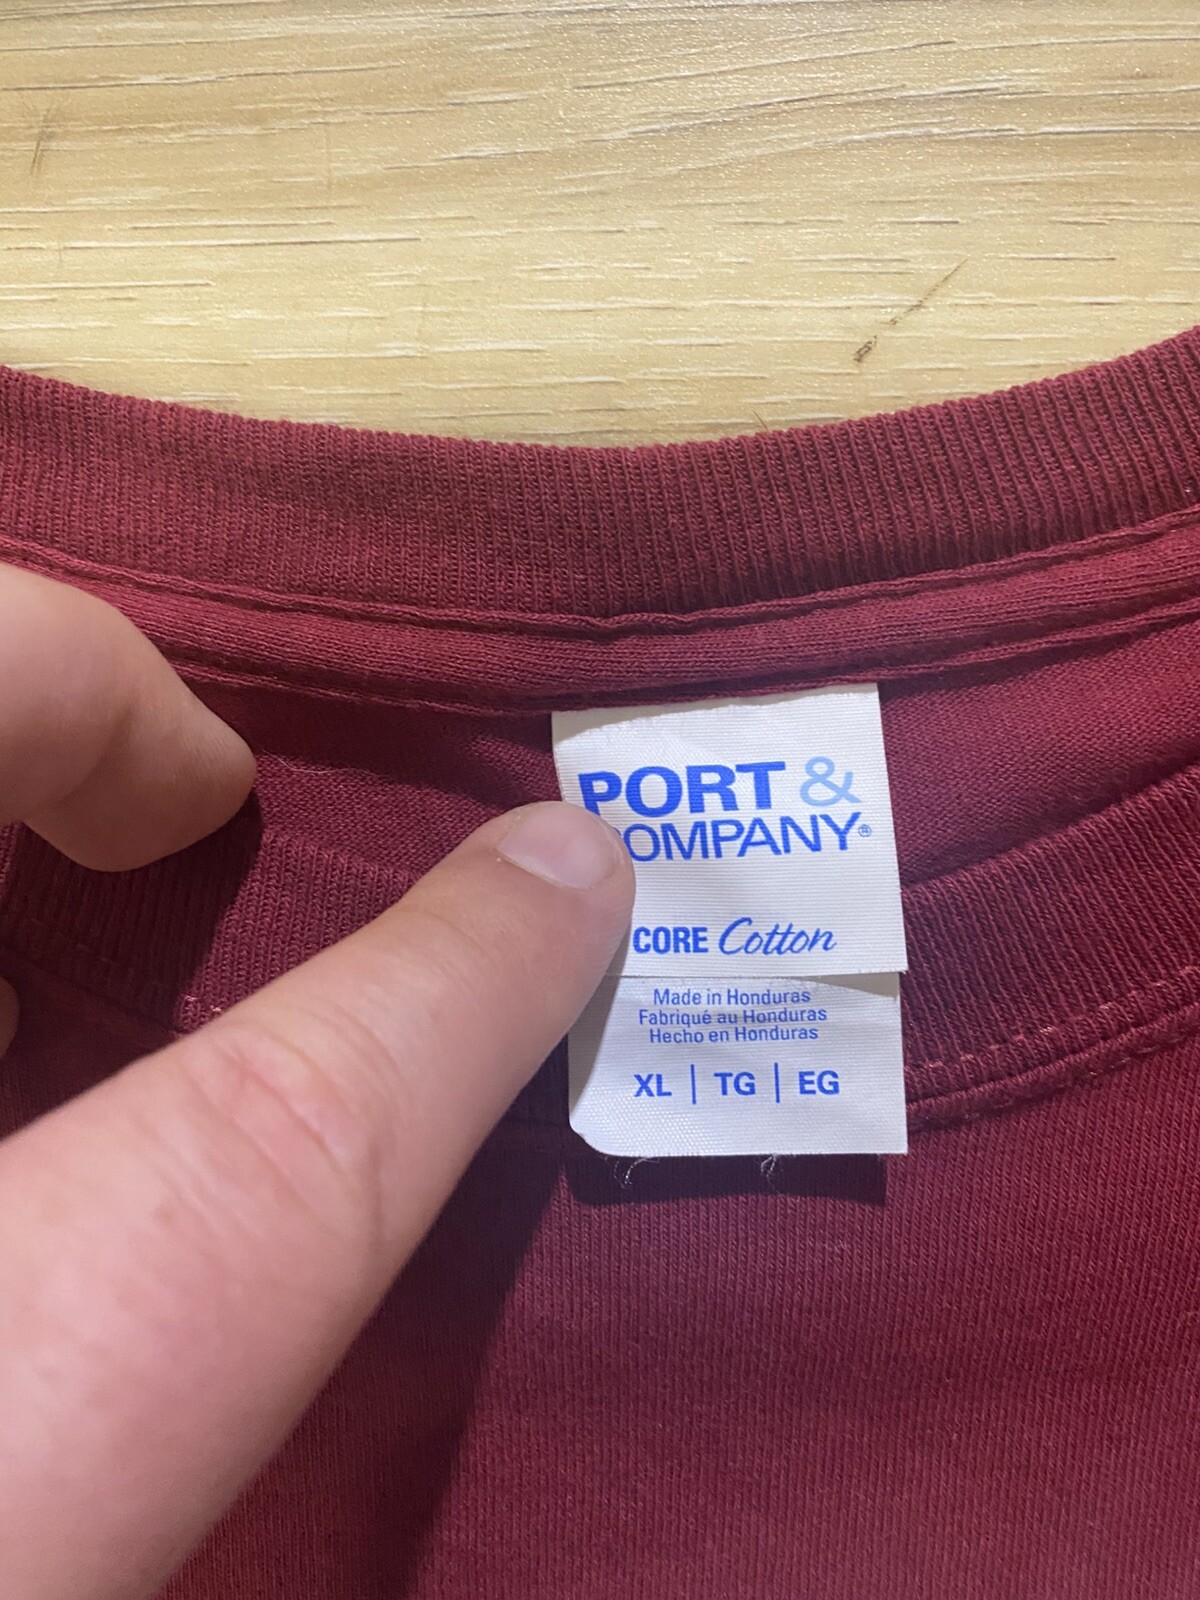 PORT &
COMPANY®
CORE Cotton
Made in Honduras
Fabriqué au Honduras
Hecho en Honduras
XL | TG | EG